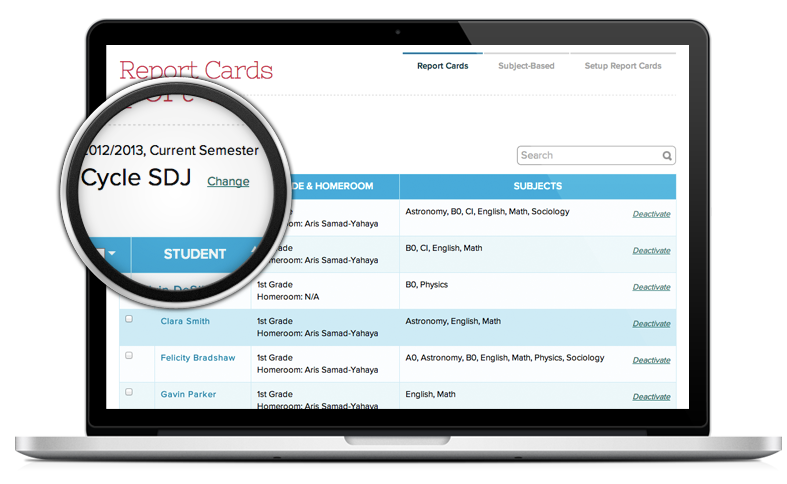 Report Cards
Report Cards Subject-Based Setup Report Cards
2012/2013, Current Semester
Cycle SDJ Change
Search
STUDENT & HOMEROOM SUBJECTS
Homeroom: Aris Samad-Yahaya
Astronomy, B0, CI, English, Math, Sociology
Deactivate
Homeroom: Aris Samad-Yahaya
B0, CI, English, Math
Deactivate
1st Grade
Homeroom: N/A
B0, Physics
Deactivate
Clara Smith
1st Grade
Homeroom: Aris Samad-Yahaya
Astronomy, English, Math
Deactivate
Felicity Bradshaw
1st Grade
Homeroom: Aris Samad-Yahaya
A0, Astronomy, B0, English, Math, Physics, Sociology
Deactivate
Gavin Parker
1st Grade
Homeroom: Aris Samad-Yahaya
English, Math
Deactivate